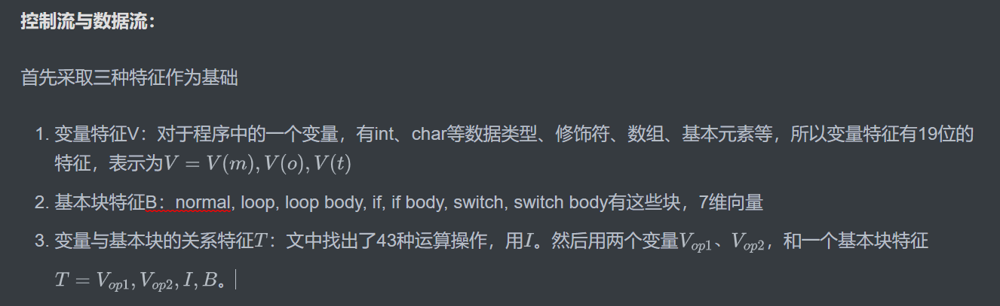 控制流与数据流：
首先采取三种特征作为基础
1. 变量特征V：对于程序中的一个变量，有int、char等数据类型、修饰符、数组、基本元素等，所以变量特征有19位的
特征，表示为V = V(m), V(o), V(t)
2. 基本块特征B：normal, loop, loop body, if, if body, switch, switch body有这些块，7维向量
3. 变量与基本块的关系特征T：文中找出了43种运算操作，用I。然后用两个变量V_{op1}、V_{op2}，和一个基本块特征
T = V_{op1}, V_{op2}, I, B。